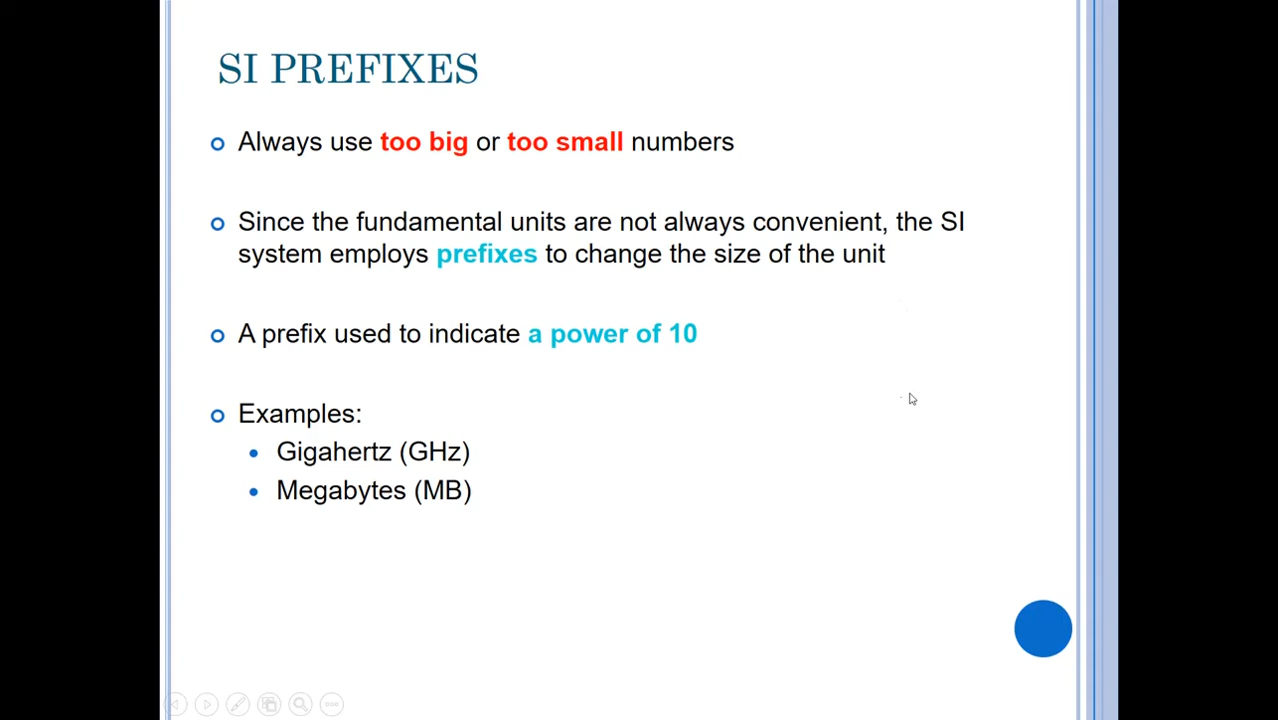 SI PREFIXES
Always use too big or too small numbers
Since the fundamental units are not always convenient, the SI
system employs prefixes to change the size of the unit
A prefix used to indicate a power of 10
Examples:
Gigahertz (GHz)
Megabytes (MB)